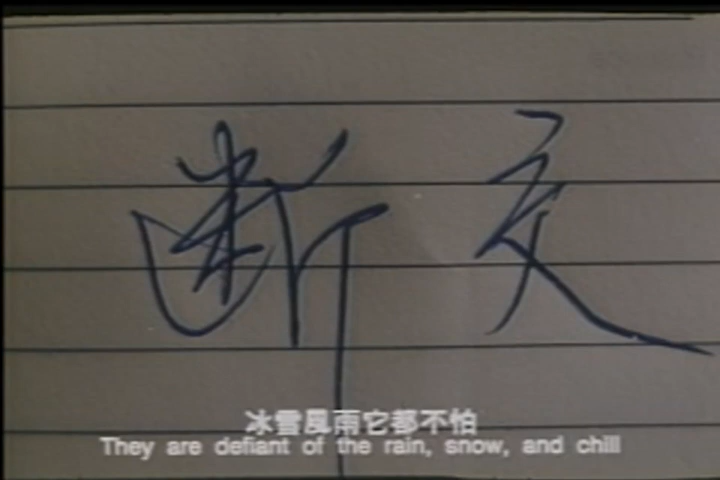 断交
冰雪風雨它都不怕
They are defiant of the rain, snow, and chill